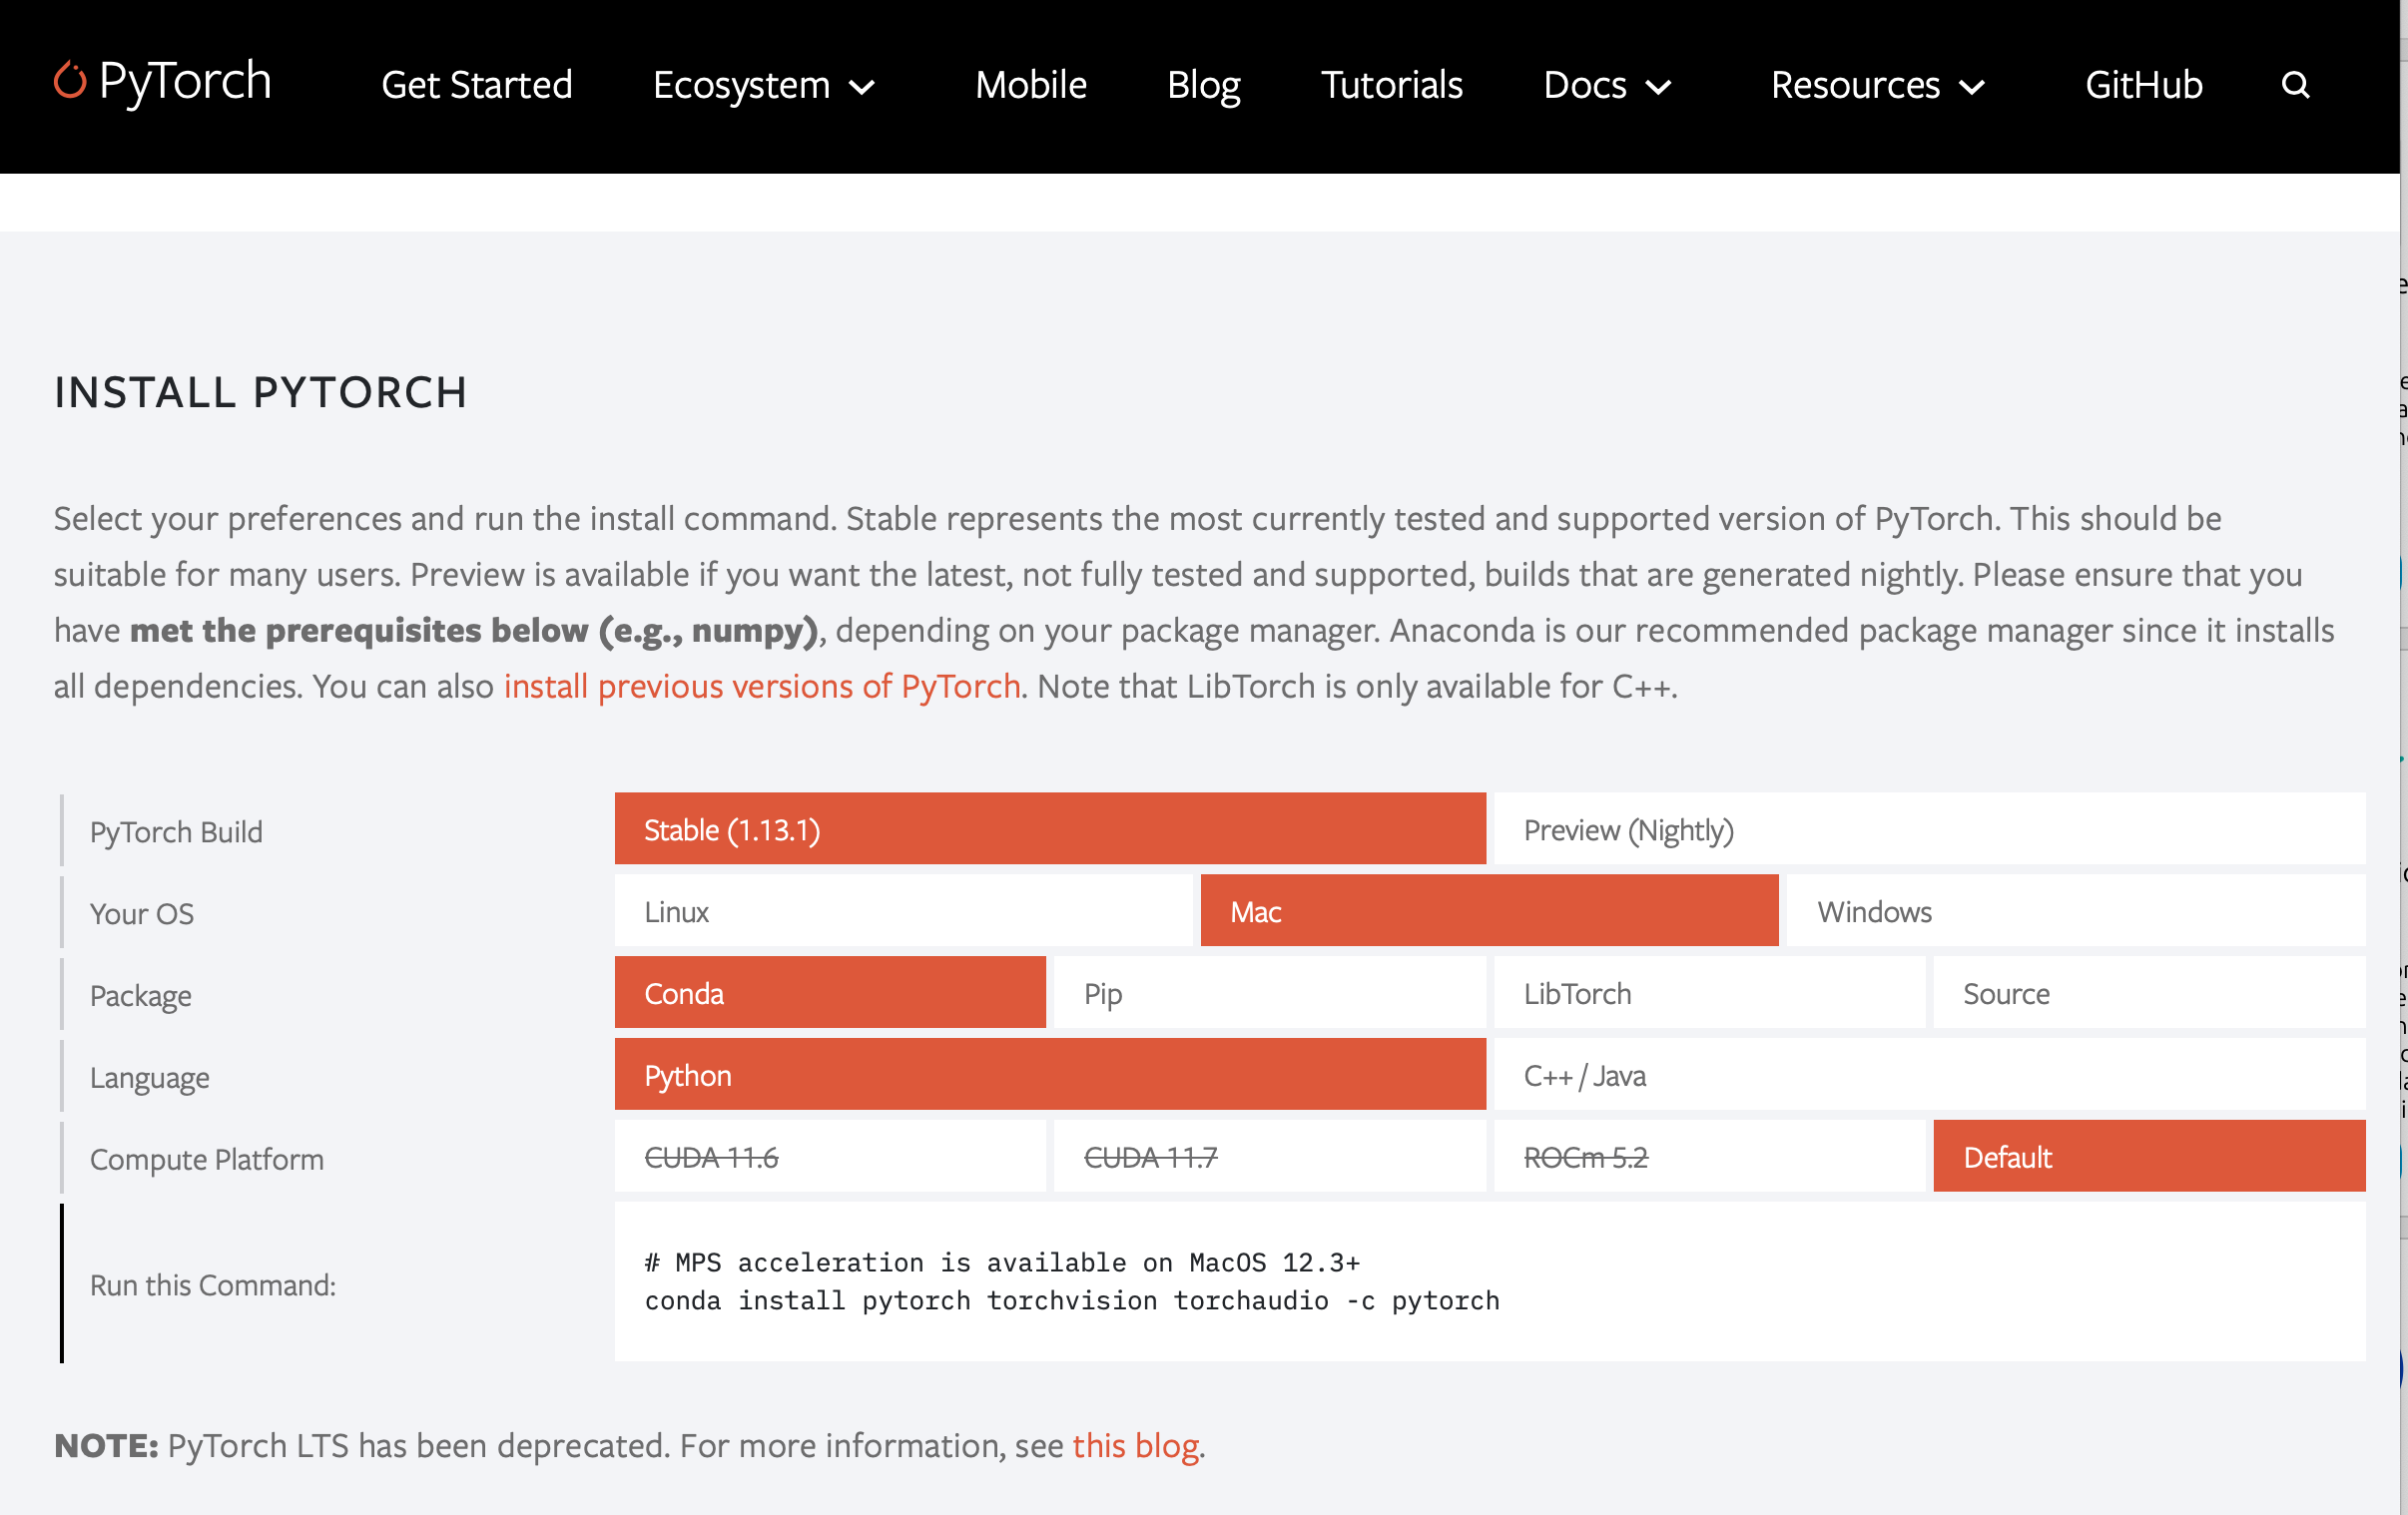 PyTorch Get Started Ecosystem Mobile Blog Tutorials Docs Resources GitHub
INSTALL PYTORCH
Select your preferences and run the install command. Stable represents the most currently tested and supported version of PyTorch. This should be
suitable for many users. Preview is available if you want the latest, not fully tested and supported, builds that are generated nightly. Please ensure that you
have met the prerequisites below (e.g., numpy), depending on your package manager. Anaconda is our recommended package manager since it installs
all dependencies. You can also install previous versions of PyTorch. Note that LibTorch is only available for C++.
PyTorch Build Stable (1.13.1) Preview (Nightly)
Your OS Linux Mac Windows
Package Conda Pip LibTorch Source
Language Python C++ / Java
Compute Platform CUDA 11.6 CUDA 11.7 ROCm 5.2 Default
Run this Command:
# MPS acceleration is available on MacOS 12.3+
conda install pytorch torchvision torchaudio -c pytorch
NOTE: PyTorch LTS has been deprecated. For more information, see this blog.